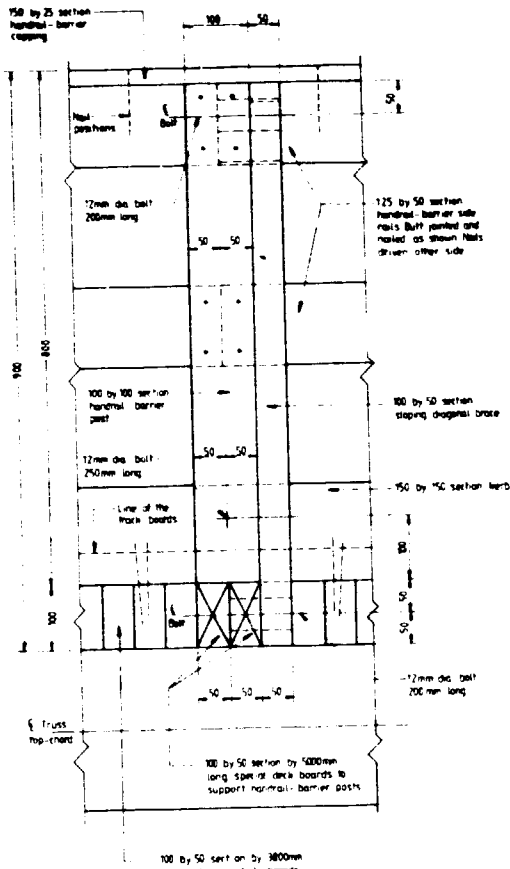 150 by 25 section
handrail-barrier
capping
100
50
50
Nail
positions
℄
Bolt
12mm dia bolt
200mm long
125 by 50 section
handrail-barrier side
rails Butt jointed and
nailed as shown Nails
driven other side
50
50
900
800
100 by 100 section
handrail barrier
post
100 by 50 section
sloping diagonal brace
12mm dia bolt
250mm long
50
50
150 by 150 section kerb
Line of the
track boards
100
100
50
50
℄
Bolt
12mm dia bolt
200mm long
50
50
50
℄ Truss
top-chord
100 by 50 section by 5000mm
long special deck boards to
support handrail-barrier posts
100 by 50 section by 3800mm